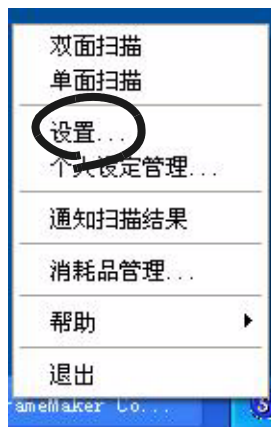 双面扫描
单面扫描
设置...
个人设定管理...
通知扫描结果
消耗品管理...
帮助
退出
ameMaker Co...
S